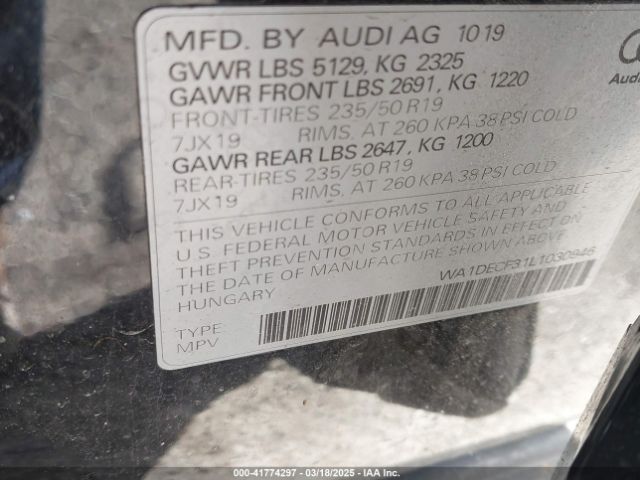 MFD. BY AUDI AG 1019
GVWR LBS 5129, KG 2325
GAWR FRONT LBS 2691, KG 1220
FRONT-TIRES 235/50 R19
7JX19 RIMS. AT 260 KPA 38 PSI COLD
GAWR REAR LBS 2647, KG 1200
REAR-TIRES 235/50 R19
7JX19 RIMS. AT 260 KPA 38 PSI COLD
THIS VEHICLE CONFORMS TO ALL APPLICABLE
U.S. FEDERAL MOTOR VEHICLE SAFETY AND
THEFT PREVENTION STANDARDS IN EFFECT ON
THE DATE OF MANUFACTURE SHOWN ABOVE
HUNGARY WA1DECF31L1030946
TYPE
MPV
Audi
000-41774297 - 03/18/2025 - IAA Inc.